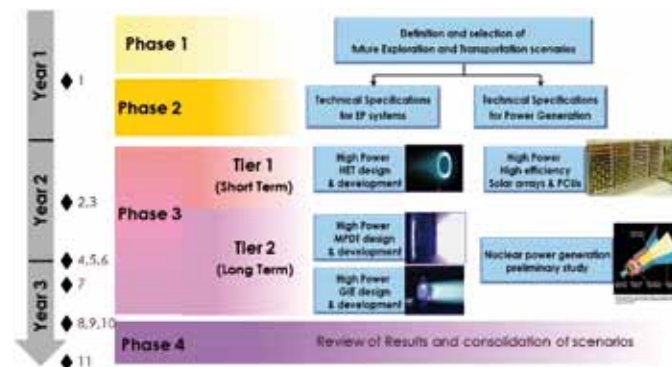 Year 1
Year 2
Year 3
1
2,3
4,5,6
7
8,9,10
11
Phase 1
Phase 2
Phase 3
Tier 1
(Short Term)
Tier 2
(Long Term)
Phase 4
Definition and selection of
future Exploration and Transportation scenarios
Technical Specifications
for EP systems
Technical Specifications
for Power Generation
High Power
HET design
& development
High Power
High efficiency
Solar arrays & PCUs
High Power
MPDT design
& development
Nuclear power generation
preliminary study
High Power
GIE design
& development
Review of Results and consolidation of scenarios